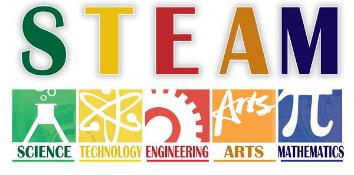 STEAM
Arts π
SCIENCE TECHNOLOGY ENGINEERING ARTS MATHEMATICS